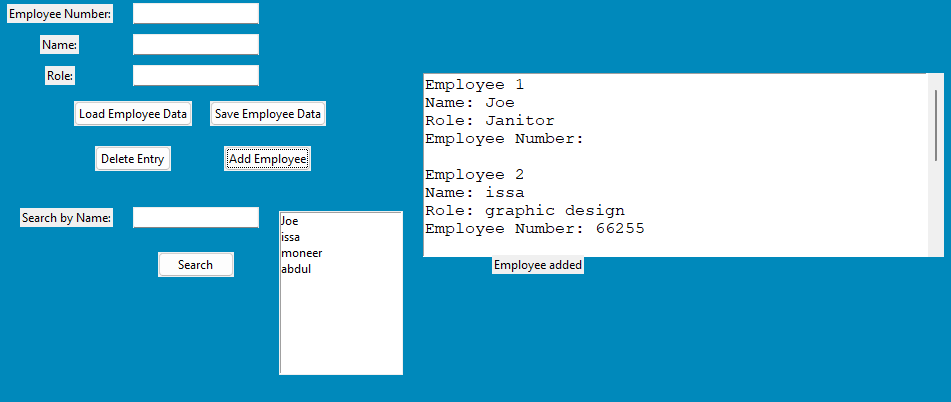 Employee Number:
Name:
Role:
Load Employee Data
Save Employee Data
Delete Entry
Add Employee
Search by Name:
Search
Joe
issa
moneer
abdul
Employee 1
Name: Joe
Role: Janitor
Employee Number:
Employee 2
Name: issa
Role: graphic design
Employee Number: 66255
Employee added